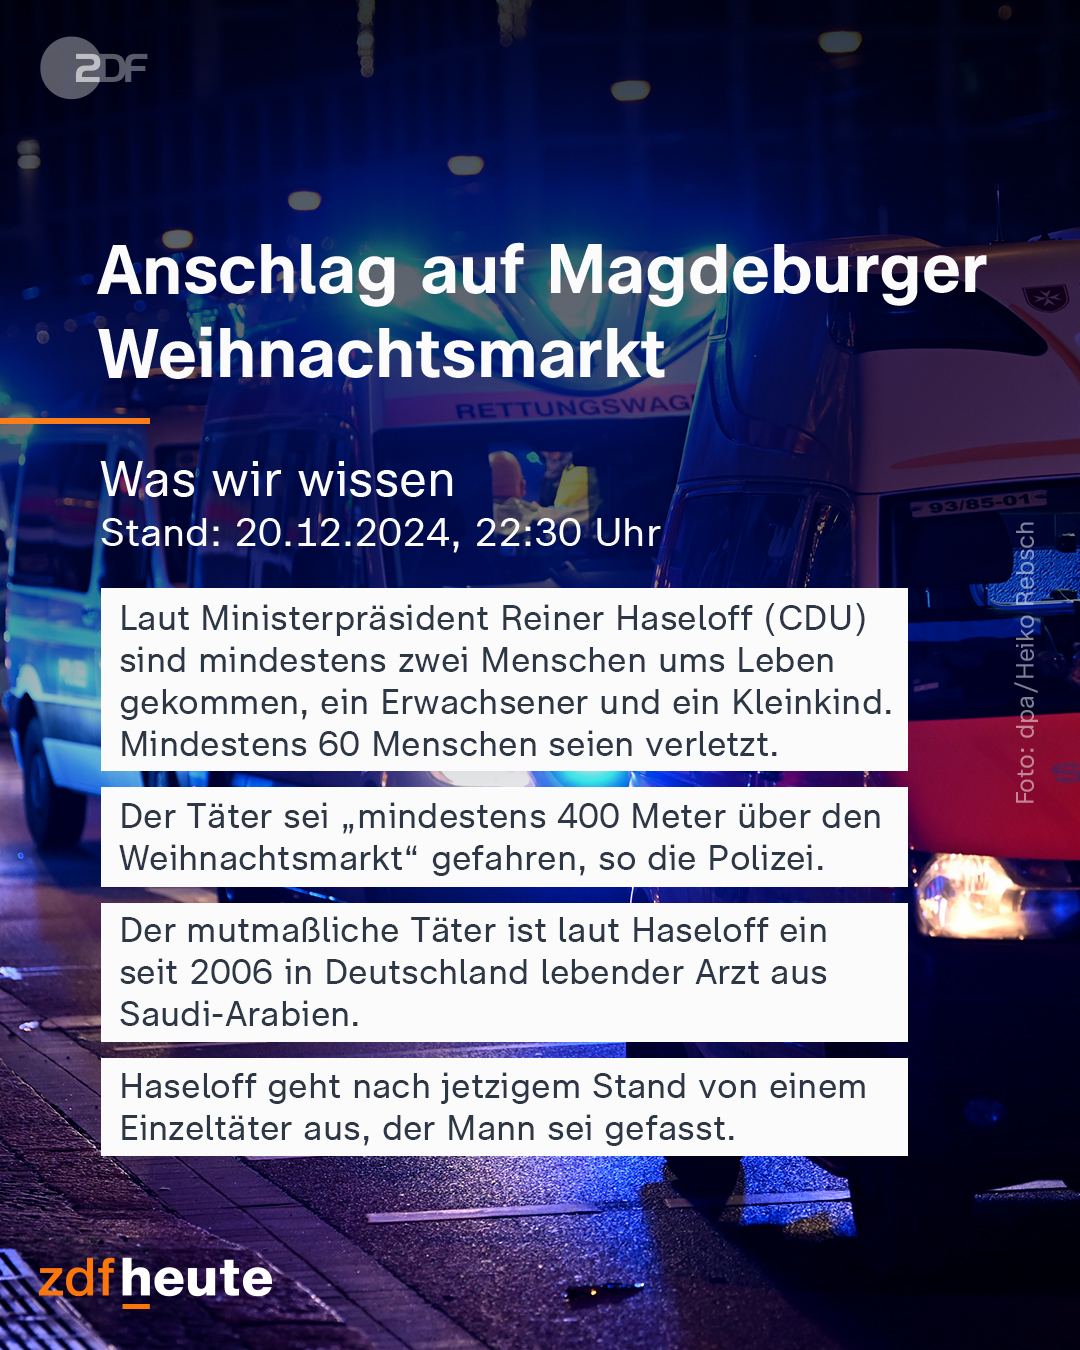 ZDF
Anschlag auf Magdeburger
Weihnachtsmarkt
RETTUNGSWAG
Was wir wissen
93/85-01
Stand: 20.12.2024, 22:30 Uhr
Laut Ministerpräsident Reiner Haseloff (CDU)
sind mindestens zwei Menschen ums Leben
gekommen, ein Erwachsener und ein Kleinkind.
Mindestens 60 Menschen seien verletzt.
Foto: dpa/Heiko Rebsch
Der Täter sei „mindestens 400 Meter über den
Weihnachtsmarkt“ gefahren, so die Polizei.
Der mutmaßliche Täter ist laut Haseloff ein
seit 2006 in Deutschland lebender Arzt aus
Saudi-Arabien.
Haseloff geht nach jetzigem Stand von einem
Einzeltäter aus, der Mann sei gefasst.
zdfheute